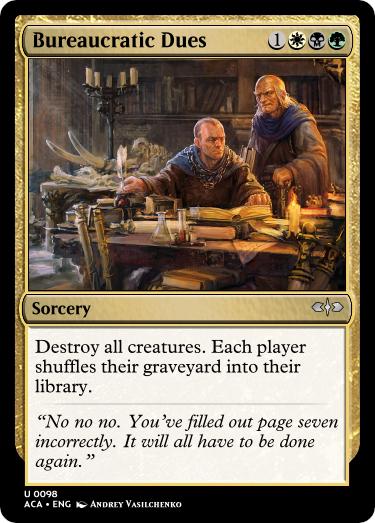 Bureaucratic Dues 1
Sorcery
Destroy all creatures. Each player
shuffles their graveyard into their
library.
“No no no. You’ve filled out page seven
incorrectly. It will all have to be done
again.”
U 0098
ACA • ENG Andrey Vasilchenko